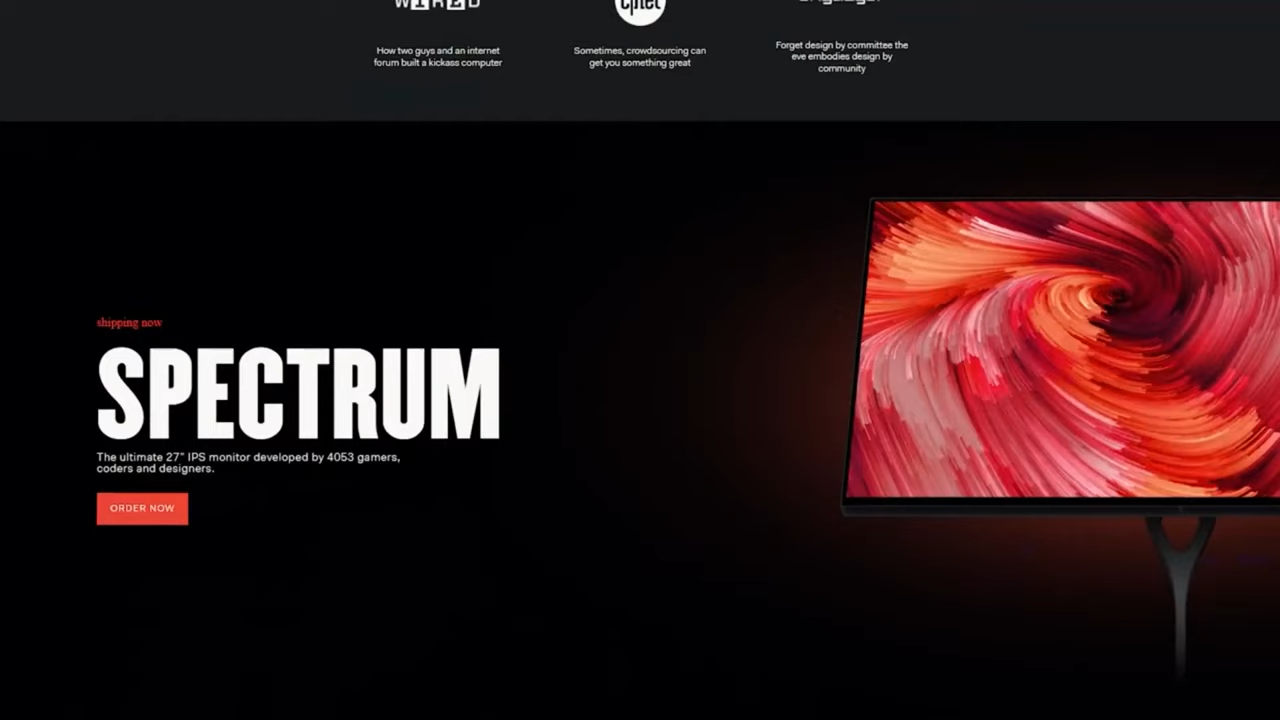 WIRED
How two guys and an internet
forum built a kickass computer
Sometimes, crowdsourcing can
get you something great
Forget design by committee the
eve embodies design by
community
shipping now
SPECTRUM
The ultimate 27" IPS monitor developed by 4053 gamers,
coders and designers.
ORDER NOW